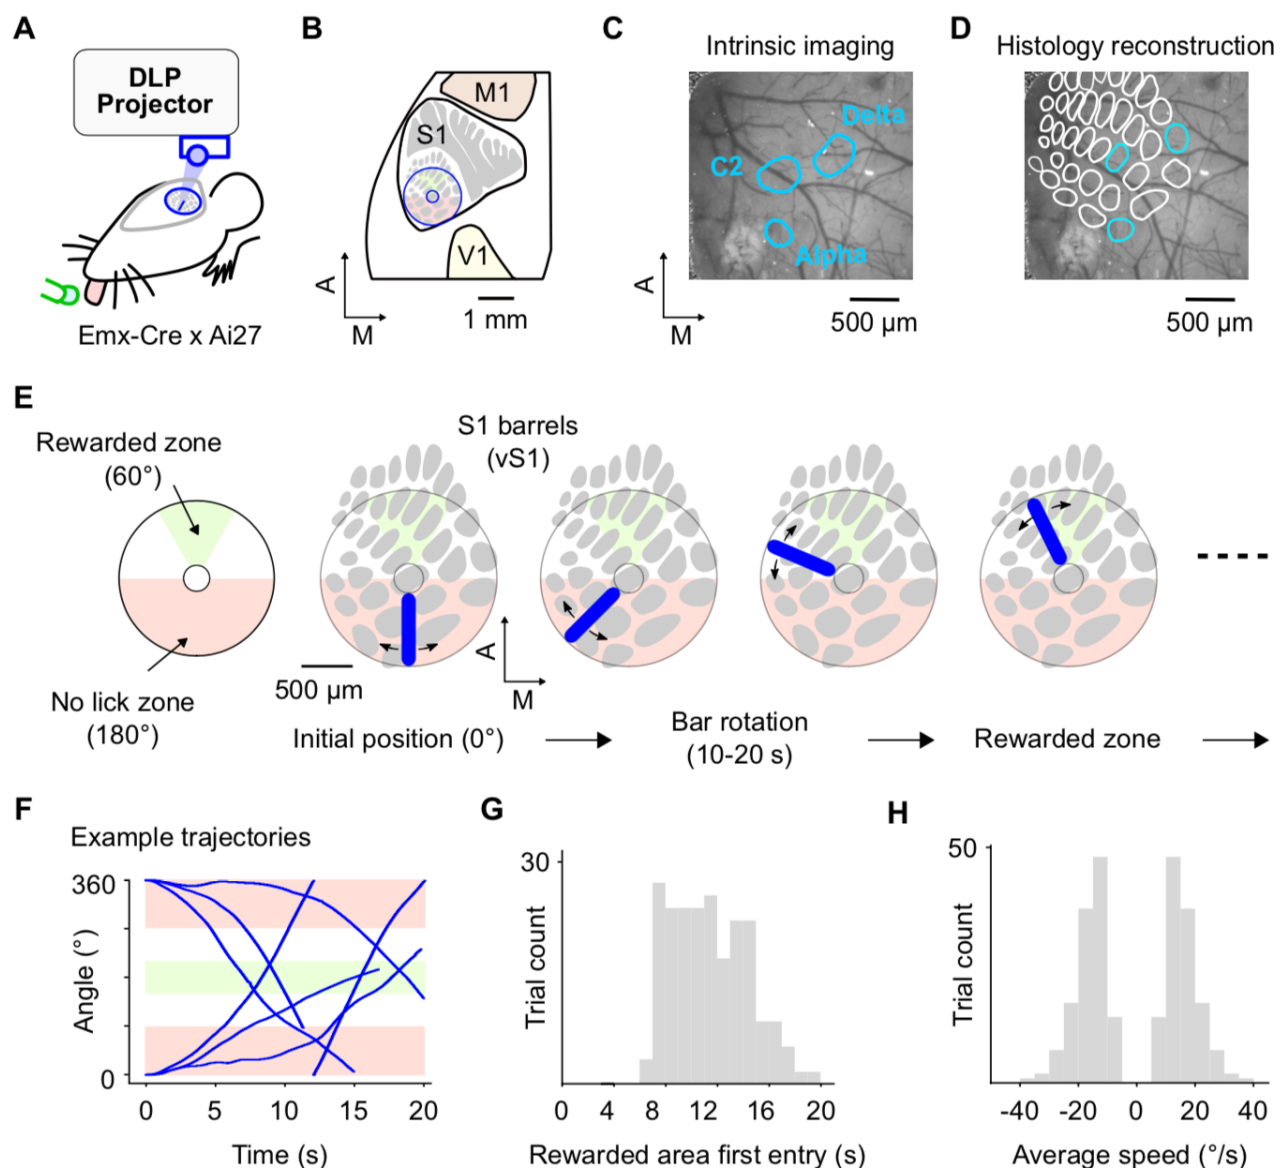 A
DLP
Projector
Emx-Cre x Ai27
B
M1
S1
V1
A
M
1 mm
C
Intrinsic imaging
Delta
C2
Alpha
A
M
500 µm
D
Histology reconstruction
500 µm
E
Rewarded zone
(60°)
No lick zone
(180°)
S1 barrels
(vS1)
500 µm
A
M
Initial position (0°)
Bar rotation
(10-20 s)
Rewarded zone
F
Example trajectories
Angle (°)
360
0
0 5 10 15 20
Time (s)
G
Trial count
30
0 4 8 12 16 20
Rewarded area first entry (s)
H
Trial count
50
-40 -20 0 20 40
Average speed (°/s)